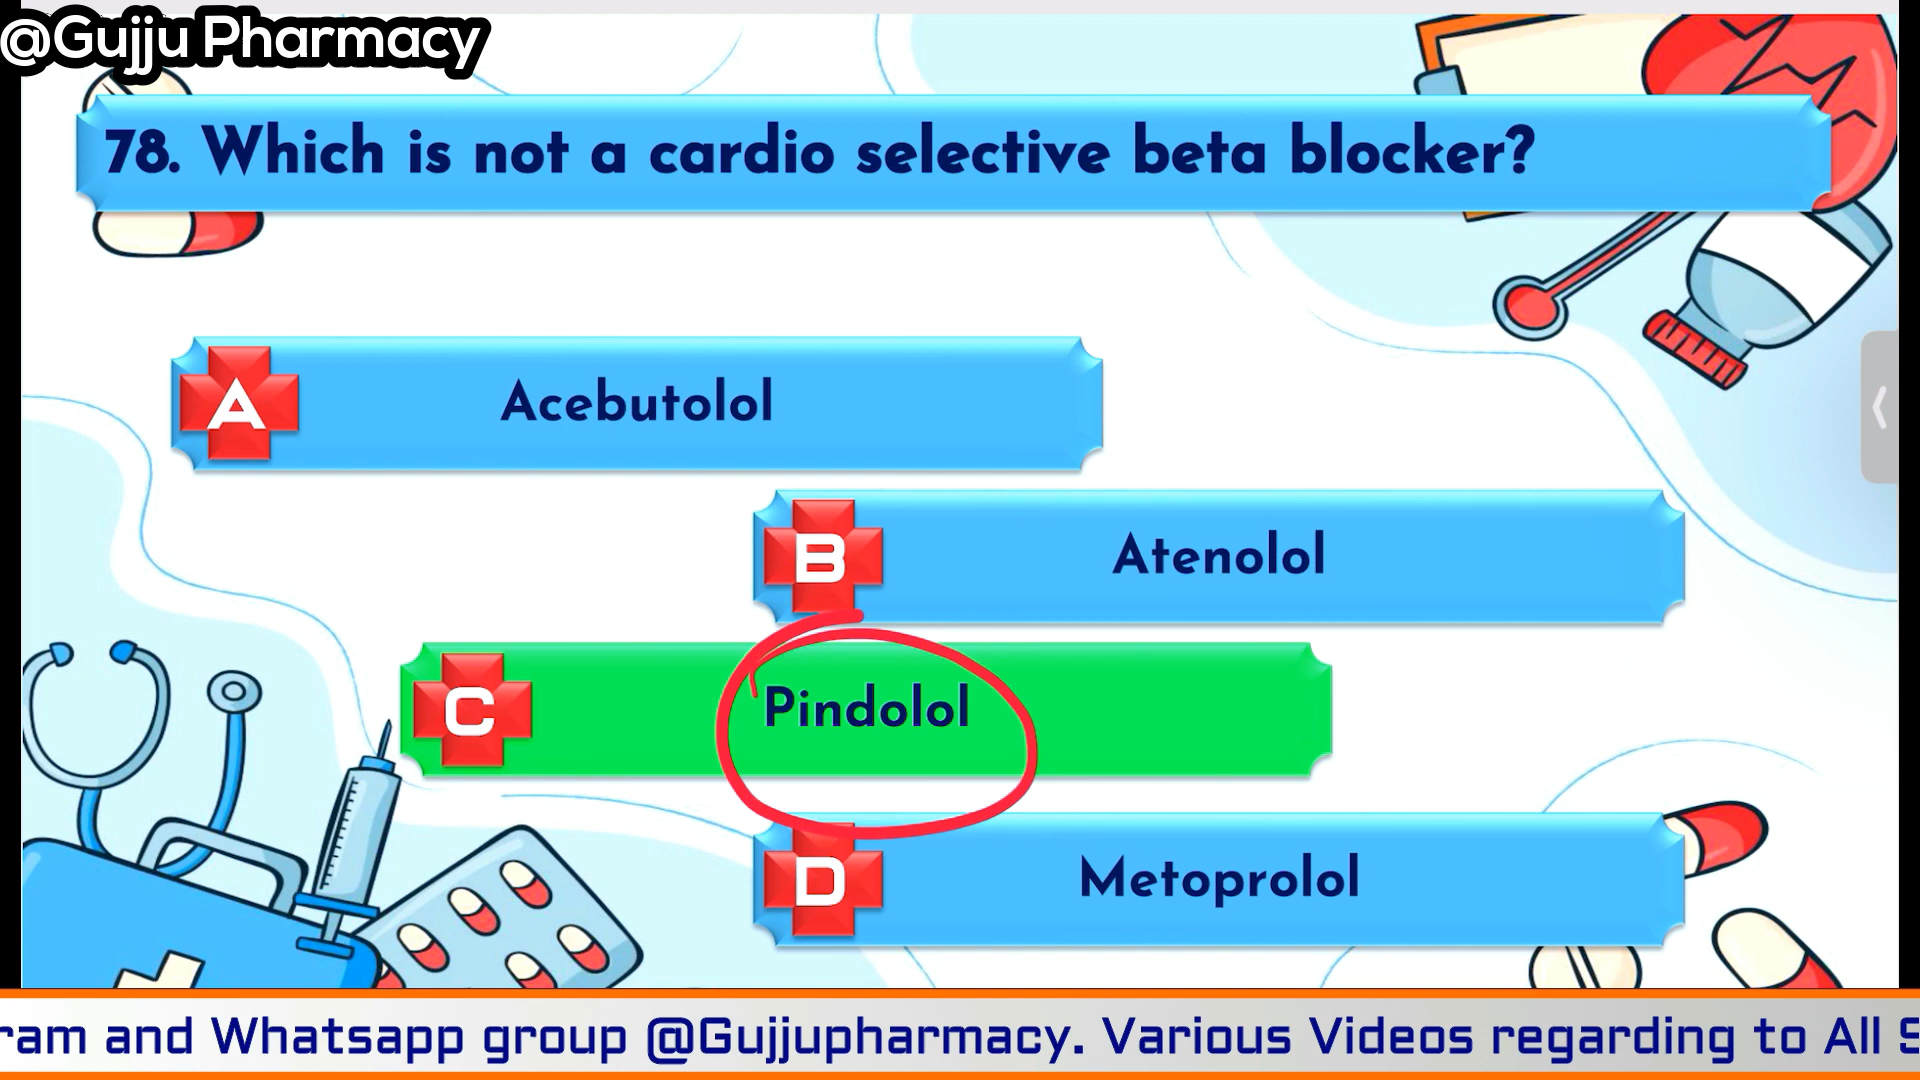 @Gujju Pharmacy
78. Which is not a cardio selective beta blocker?
A Acebutolol
B Atenolol
C Pindolol
D Metoprolol
ram and Whatsapp group @Gujjupharmacy. Various Videos regarding to All S